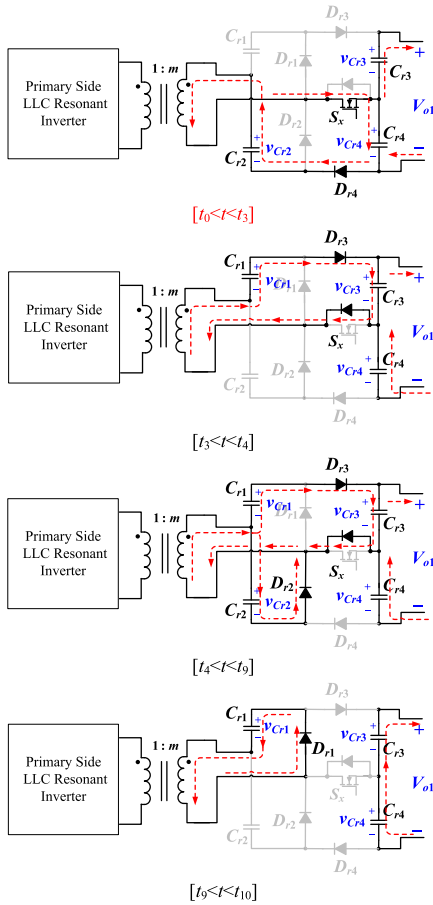 D_r3
C_r1
+
v_Cr3
−
C_r3
+
1 : m
D_r1
Primary Side
LLC Resonant
Inverter
S_x
V_o1
C_r2
+
v_Cr2
−
D_r2
v_Cr4
+
−
C_r4
−
D_r4
[t_0<t<t_3]
D_r3
C_r1
+
v_Cr1
−
D_r1
v_Cr3
+
−
C_r3
+
1 : m
Primary Side
LLC Resonant
Inverter
S_x
V_o1
C_r2
D_r2
v_Cr4
+
−
C_r4
−
D_r4
[t_3<t<t_4]
D_r3
C_r1
+
v_Cr1
−
D_r1
v_Cr3
+
−
C_r3
+
1 : m
Primary Side
LLC Resonant
Inverter
S_x
V_o1
C_r2
+
v_Cr2
−
D_r2
v_Cr4
+
−
C_r4
−
D_r4
[t_4<t<t_9]
D_r3
C_r1
+
v_Cr1
−
D_r1
v_Cr3
+
−
C_r3
+
1 : m
Primary Side
LLC Resonant
Inverter
S_x
V_o1
C_r2
D_r2
v_Cr4
+
−
C_r4
−
D_r4
[t_9<t<t_10]